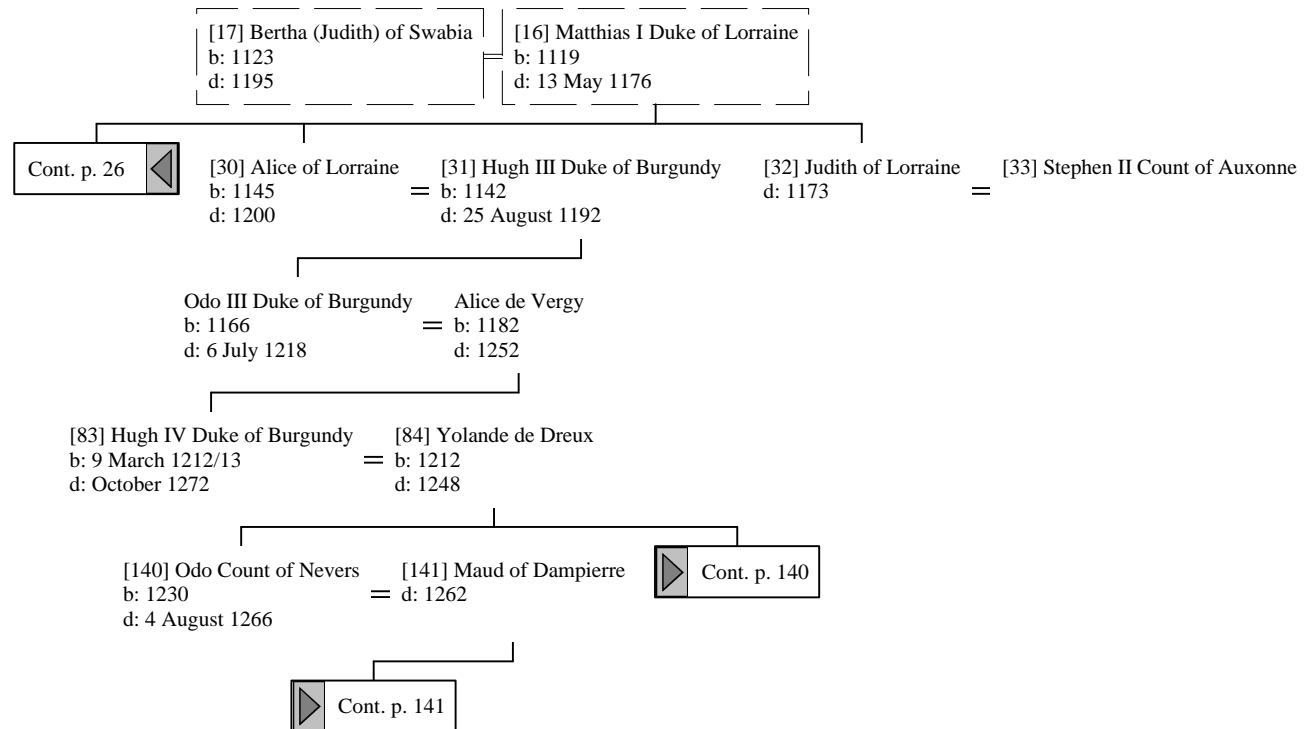 [17] Bertha (Judith) of Swabia
b: 1123
d: 1195
=
[16] Matthias I Duke of Lorraine
b: 1119
d: 13 May 1176
Cont. p. 26
[30] Alice of Lorraine
b: 1145
d: 1200
=
[31] Hugh III Duke of Burgundy
b: 1142
d: 25 August 1192
[32] Judith of Lorraine
d: 1173
=
[33] Stephen II Count of Auxonne
Odo III Duke of Burgundy
b: 1166
d: 6 July 1218
=
Alice de Vergy
b: 1182
d: 1252
[83] Hugh IV Duke of Burgundy
b: 9 March 1212/13
d: October 1272
=
[84] Yolande de Dreux
b: 1212
d: 1248
[140] Odo Count of Nevers
b: 1230
d: 4 August 1266
=
[141] Maud of Dampierre
d: 1262
Cont. p. 140
Cont. p. 141